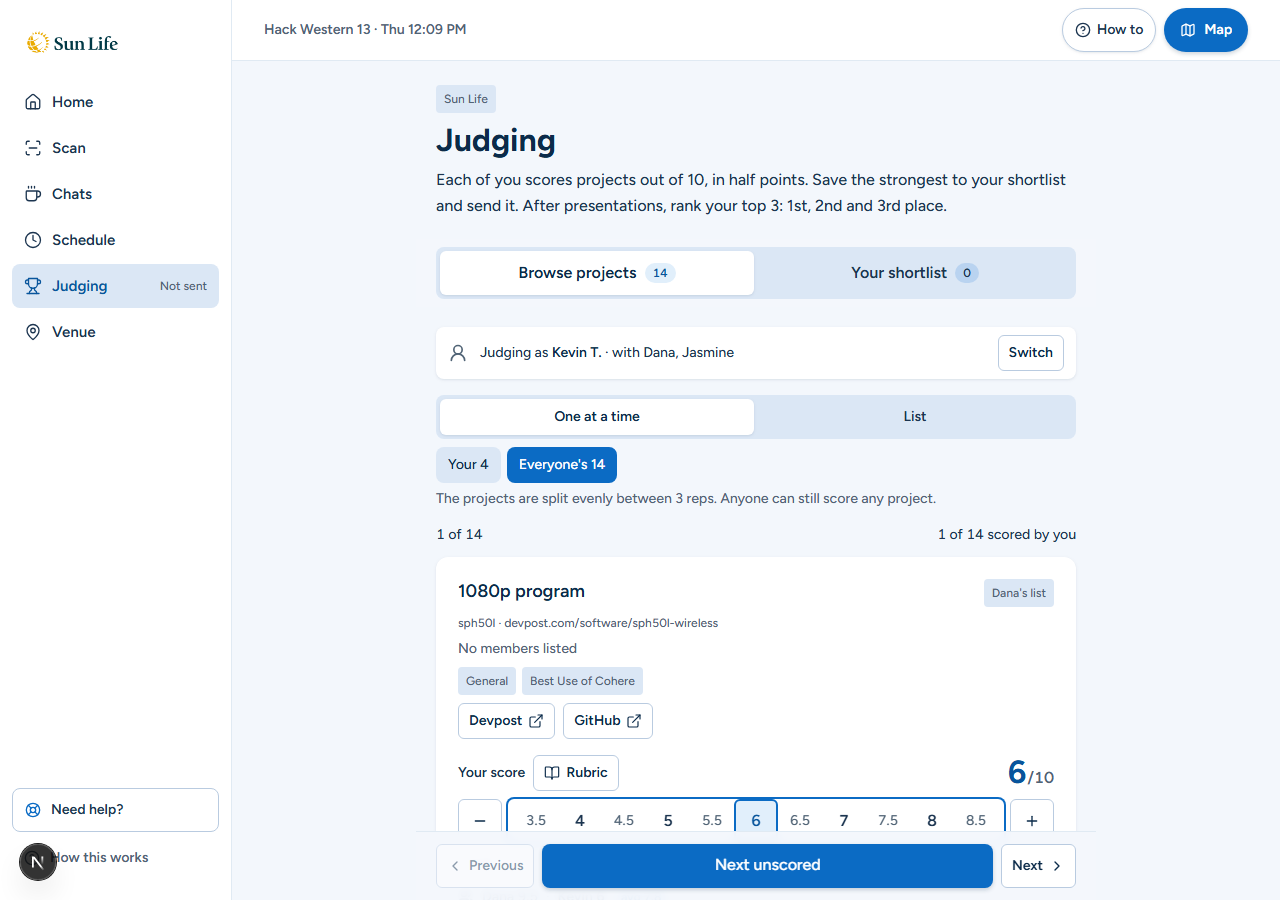 Sun Life
Hack Western 13 · Thu 12:09 PM
How to
Map
Home
Scan
Chats
Schedule
Judging
Not sent
Venue
Sun Life
Judging
Each of you scores projects out of 10, in half points. Save the strongest to your shortlist
and send it. After presentations, rank your top 3: 1st, 2nd and 3rd place.
Browse projects 14
Your shortlist 0
Judging as Kevin T. · with Dana, Jasmine
Switch
One at a time
List
Your 4
Everyone's 14
The projects are split evenly between 3 reps. Anyone can still score any project.
1 of 14
1 of 14 scored by you
1080p program
Dana's list
sph50l · devpost.com/software/sph50l-wireless
No members listed
General
Best Use of Cohere
Devpost
GitHub
Your score
Rubric
6/10
− 3.5 4 4.5 5 5.5 6 6.5 7 7.5 8 8.5 +
Previous
Next unscored
Next
Need help?
How this works
N